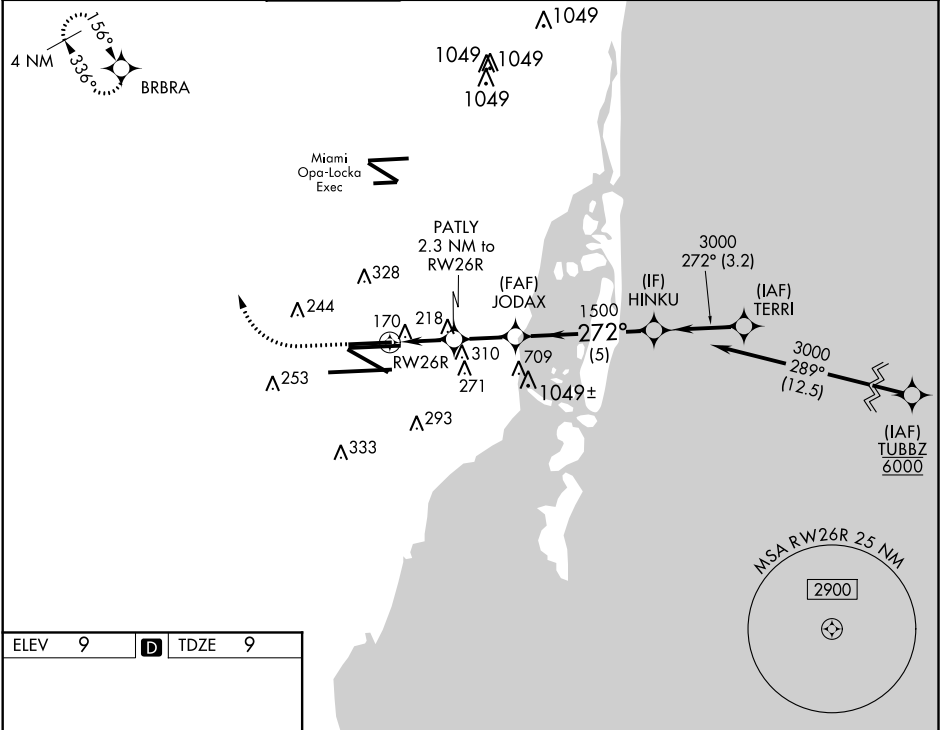 1049
156°
4 NM
336°
BRBRA
1049
1049
1049
Miami
Opa-Locka
Exec
PATLY
2.3 NM to
RW26R
3000
272° (3.2)
(FAF)
JODAX
(IF)
HINKU
(IAF)
TERRI
328
244
170
218
1500
272°
(5)
RW26R
310
709
3000
289°
(12.5)
253
271
1049±
293
333
(IAF)
TUBBZ
6000
MSA RW26R 25 NM
2900
ELEV 9 D TDZE 9